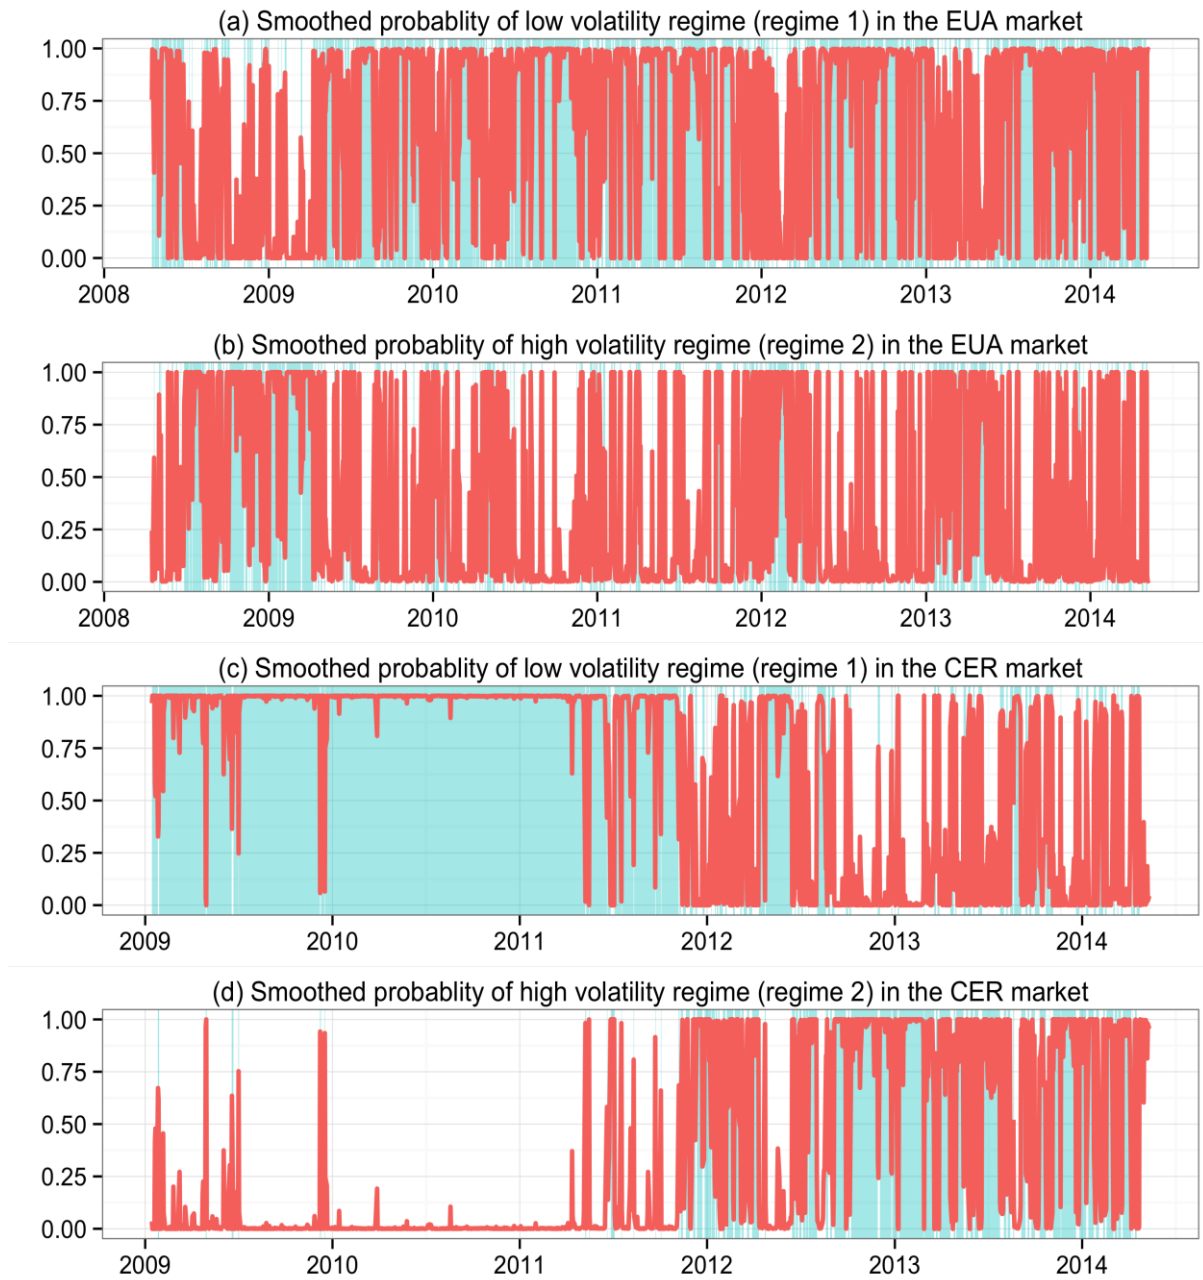 (a) Smoothed probablity of low volatility regime (regime 1) in the EUA market
1.00
0.75
0.50
0.25
0.00
2008 2009 2010 2011 2012 2013 2014
(b) Smoothed probablity of high volatility regime (regime 2) in the EUA market
1.00
0.75
0.50
0.25
0.00
2008 2009 2010 2011 2012 2013 2014
(c) Smoothed probablity of low volatility regime (regime 1) in the CER market
1.00
0.75
0.50
0.25
0.00
2009 2010 2011 2012 2013 2014
(d) Smoothed probablity of high volatility regime (regime 2) in the CER market
1.00
0.75
0.50
0.25
0.00
2009 2010 2011 2012 2013 2014